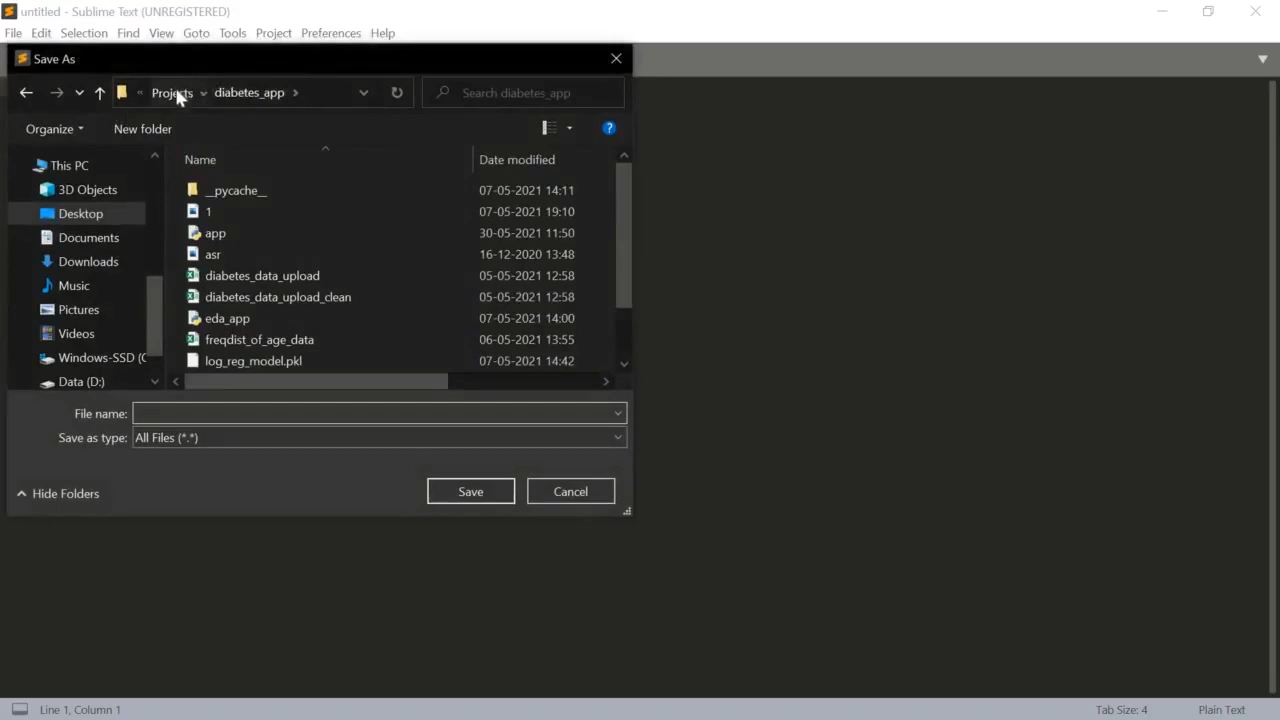 untitled - Sublime Text (UNREGISTERED)
File Edit Selection Find View Goto Tools Project Preferences Help
Save As
« Projects diabetes_app
Search diabetes_app
Organize New folder
This PC
3D Objects
Desktop
Documents
Downloads
Music
Pictures
Videos
Windows-SSD (C
Data (D:)
Name Date modified
__pycache__ 07-05-2021 14:11
1 07-05-2021 19:10
app 30-05-2021 11:50
asr 16-12-2020 13:48
diabetes_data_upload 05-05-2021 12:58
diabetes_data_upload_clean 05-05-2021 12:58
eda_app 07-05-2021 14:00
freqdist_of_age_data 06-05-2021 13:55
log_reg_model.pkl 07-05-2021 14:42
File name:
Save as type: All Files (*.*)
Hide Folders
Save Cancel
Line 1, Column 1
Tab Size: 4 Plain Text